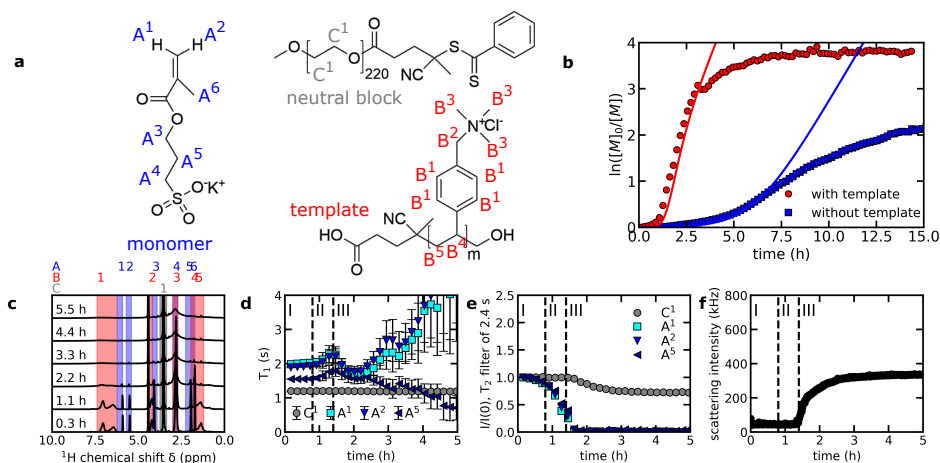 a
A¹ A²
H H
A⁶
O
O
A³
A⁵
A⁴
O⁻K⁺
S
O O
monomer
C¹ O S
O O
C¹ 220 NC S
neutral block
B³ B³
N⁺Cl⁻
B² B³
B¹ B¹
B¹ B¹
template
NC
O OH
HO m
B⁵ B⁴
b
ln([M]₀/[M])
4
3
2
1
0
with template
without template
0.0 2.5 5.0 7.5 10.0 12.5 15.0
time (h)
c
A 12 3 4 5 6
B 1 2 3 4 5
C 1
5.5 h
4.4 h
3.3 h
2.2 h
1.1 h
0.3 h
10.0 7.5 5.0 2.5 0.0
¹H chemical shift δ (ppm)
d
T₁ (s)
4
3
2
1
0
I II III
C¹ A¹ A² A⁵
0 1 2 3 4 5
time (h)
e
I/I(0), T₂ filter of 2.4 s
2.5
2.0
1.5
1.0
0.5
0.0
I II III
C¹
A¹
A²
A⁵
0 1 2 3 4 5
time (h)
f
scattering intensity (kHz)
800
600
400
200
0
I II III
0 1 2 3 4 5
time (h)